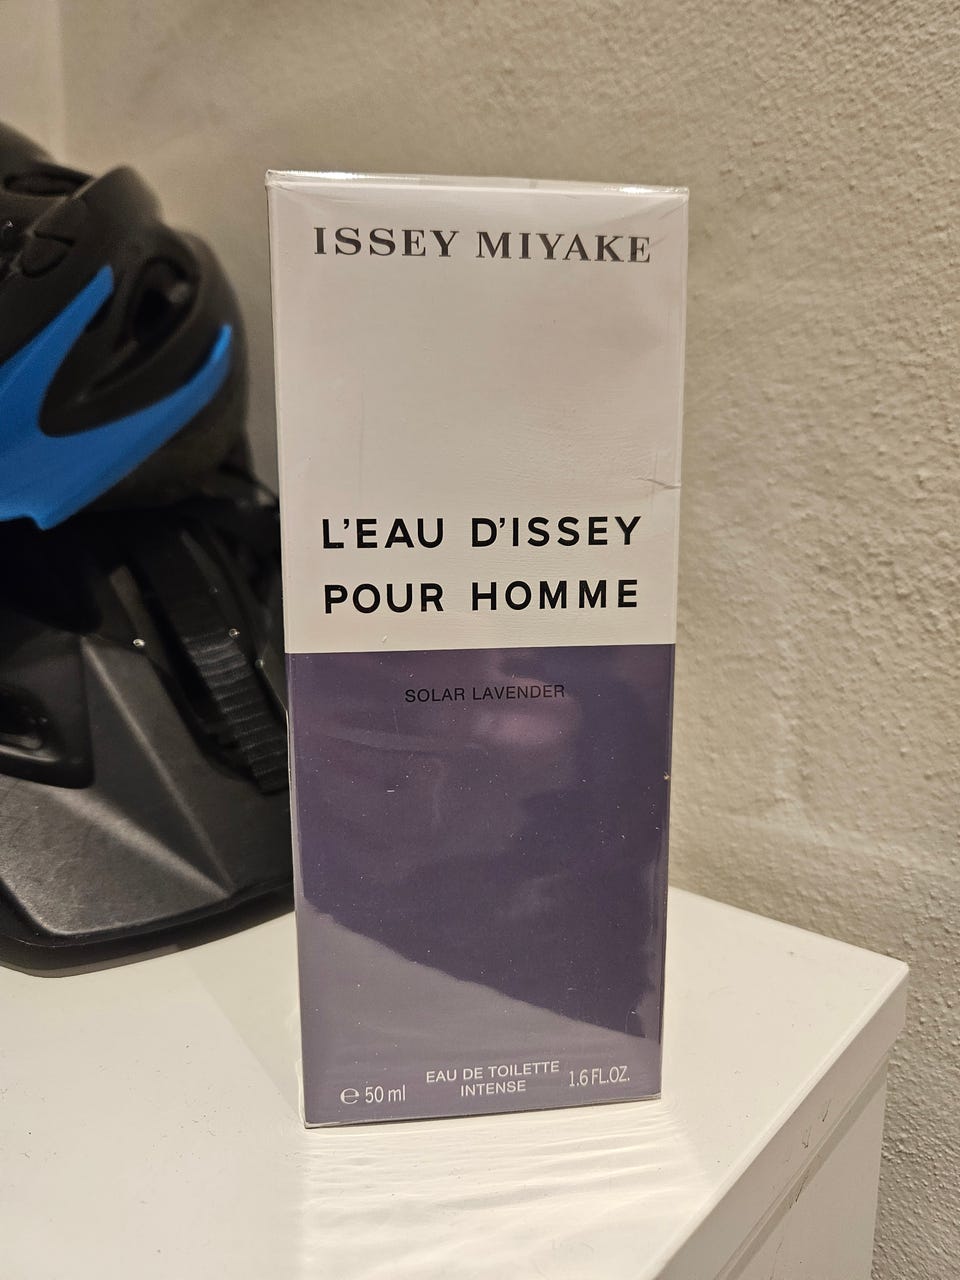 ISSEY MIYAKE
L'EAU D'ISSEY
POUR HOMME
SOLAR LAVENDER
℮ 50 ml
EAU DE TOILETTE
INTENSE
1.6 FL.OZ.